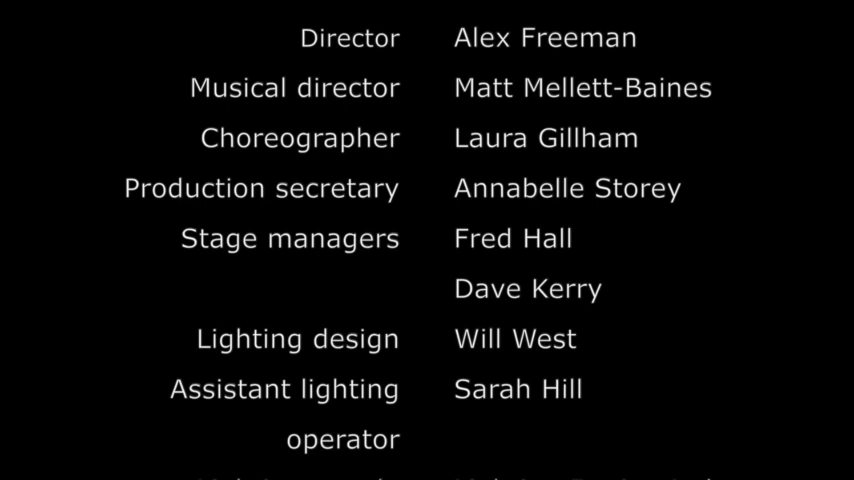 Director Alex Freeman
Musical director Matt Mellett-Baines
Choreographer Laura Gillham
Production secretary Annabelle Storey
Stage managers Fred Hall
Dave Kerry
Lighting design Will West
Assistant lighting Sarah Hill
operator